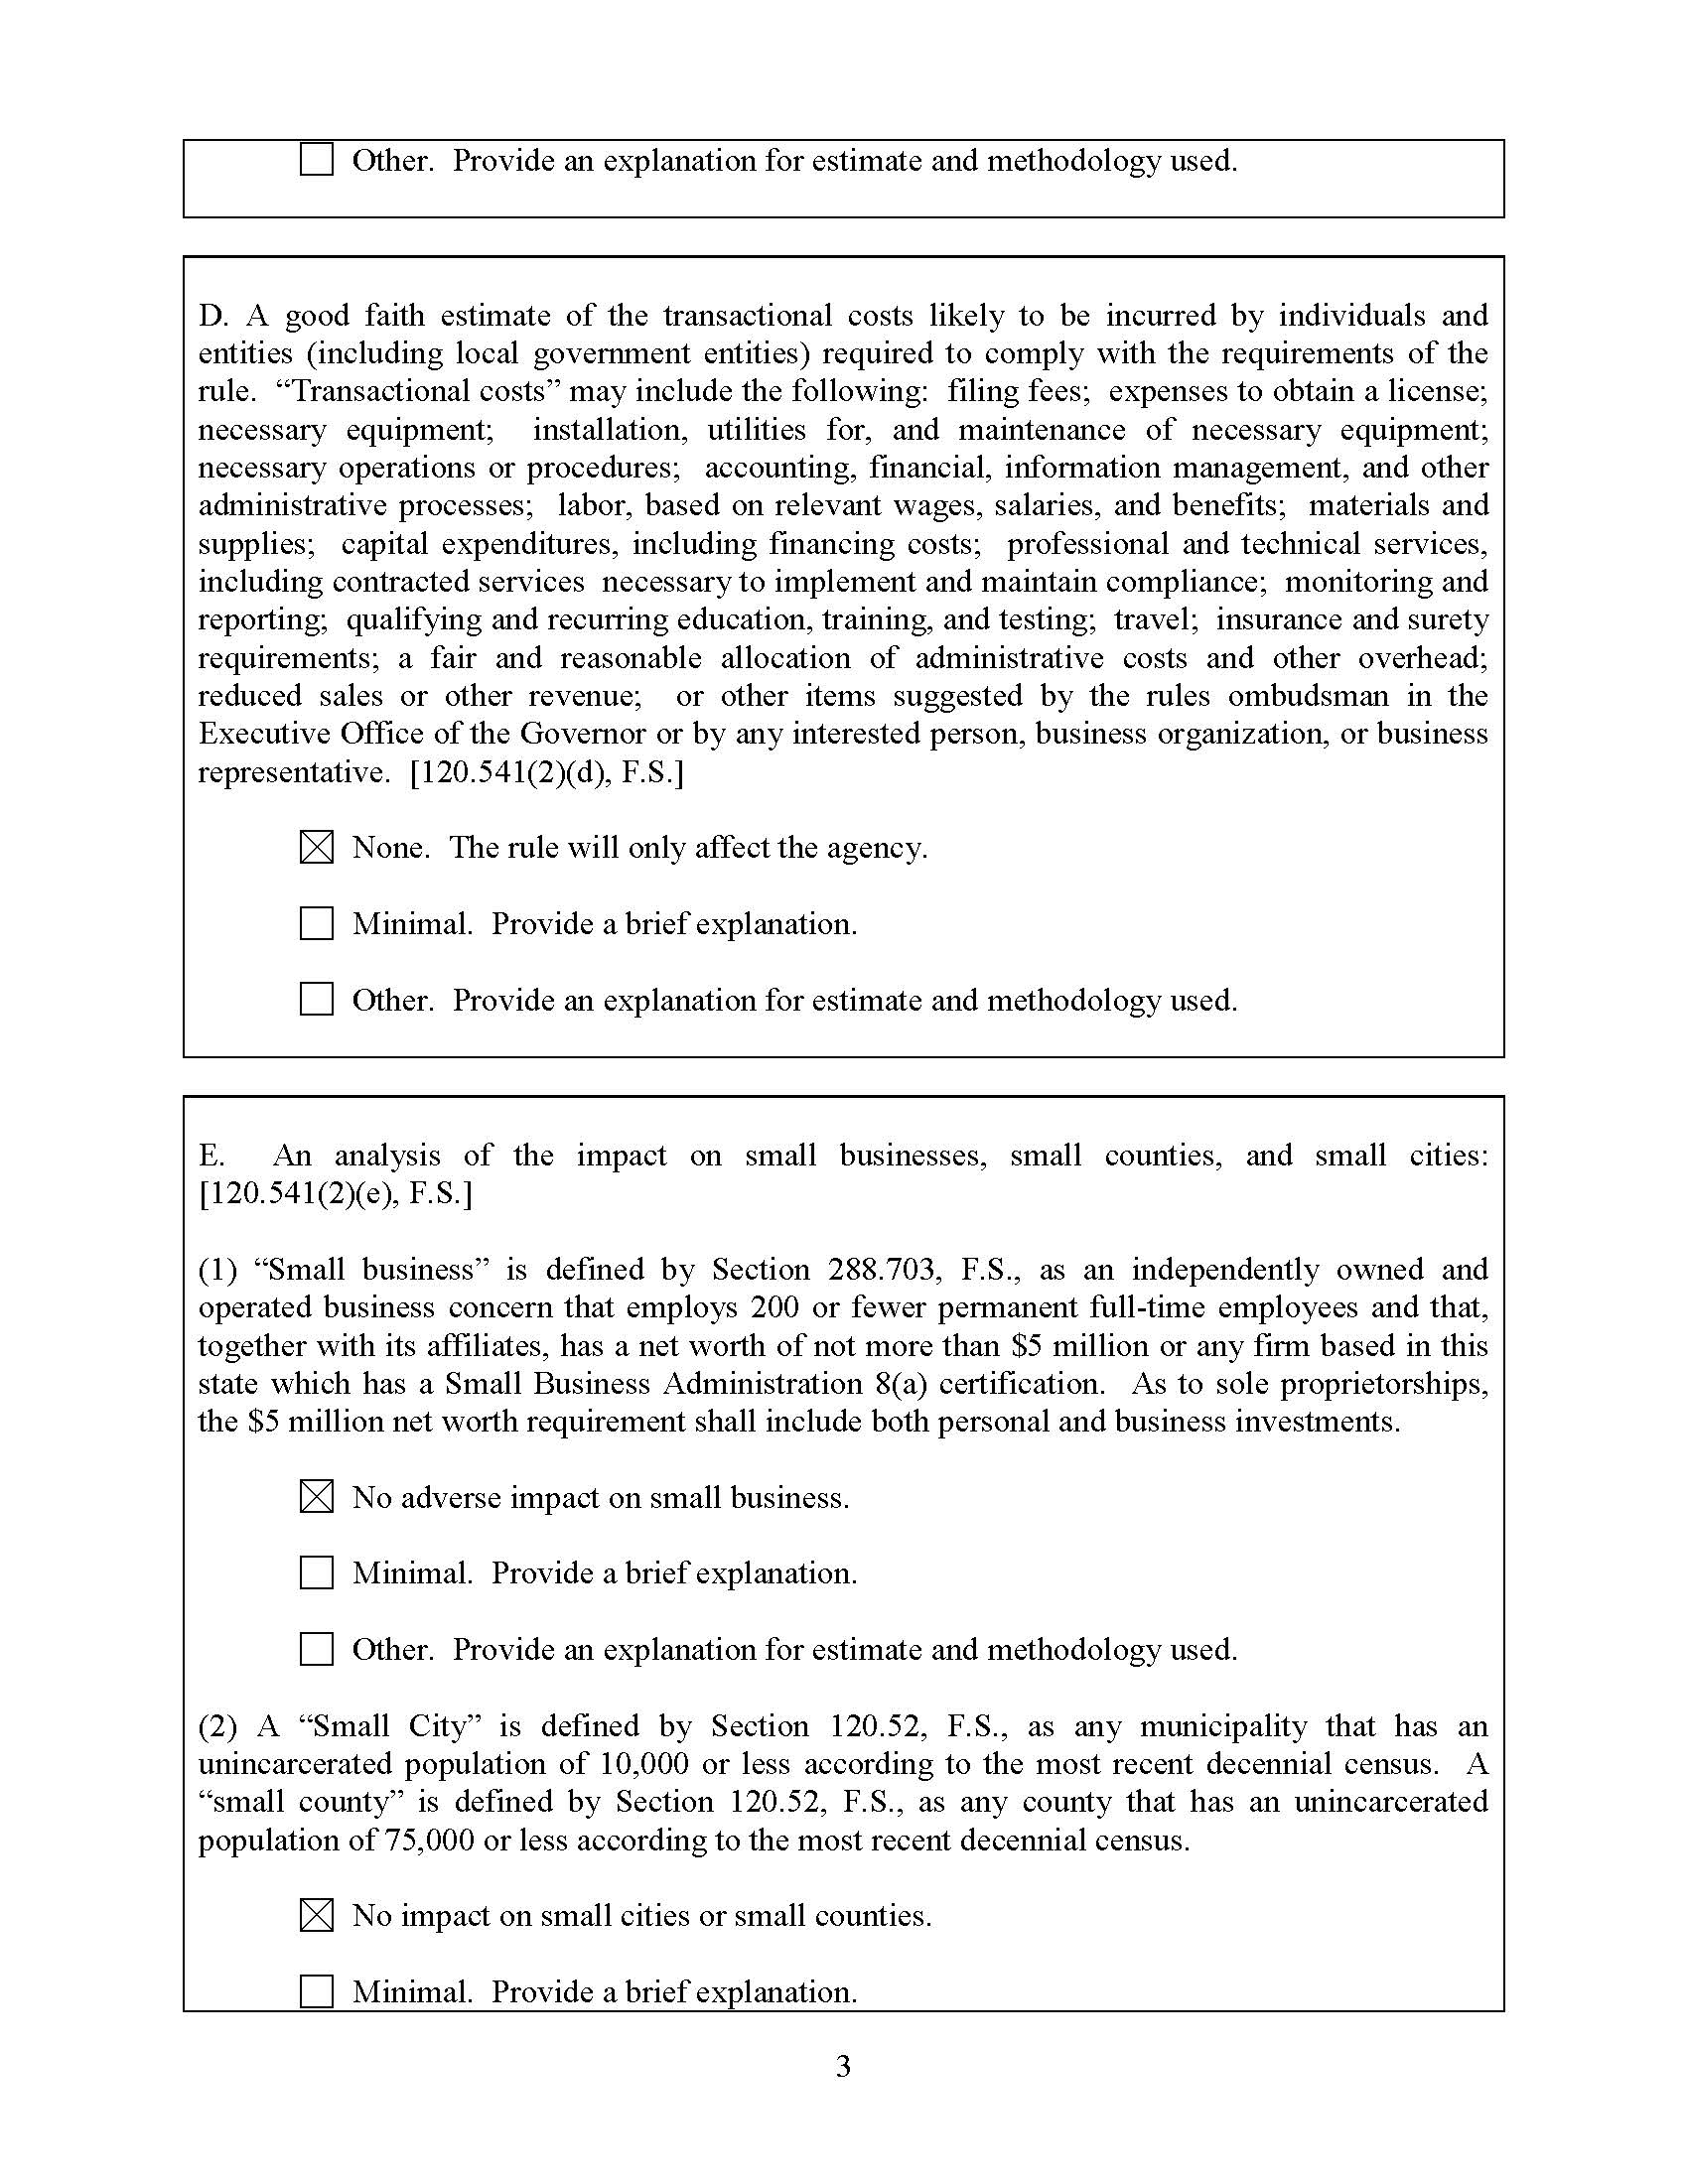 ☐ Other.  Provide an explanation for estimate and methodology used.
D. A good faith estimate of the transactional costs likely to be incurred by individuals and
entities (including local government entities) required to comply with the requirements of the
rule.  “Transactional costs” may include the following:  filing fees;  expenses to obtain a license;
necessary equipment;  installation, utilities for, and maintenance of necessary equipment;
necessary operations or procedures;  accounting, financial, information management, and other
administrative processes;  labor, based on relevant wages, salaries, and benefits;  materials and
supplies;  capital expenditures, including financing costs;  professional and technical services,
including contracted services  necessary to implement and maintain compliance;  monitoring and
reporting;  qualifying and recurring education, training, and testing;  travel;  insurance and surety
requirements; a fair and reasonable allocation of administrative costs and other overhead;
reduced sales or other revenue;  or other items suggested by the rules ombudsman in the
Executive Office of the Governor or by any interested person, business organization, or business
representative.  [120.541(2)(d), F.S.]
☒ None.  The rule will only affect the agency.
☐ Minimal.  Provide a brief explanation.
☐ Other.  Provide an explanation for estimate and methodology used.
E.  An analysis of the impact on small businesses, small counties, and small cities:
[120.541(2)(e), F.S.]
(1) “Small business” is defined by Section 288.703, F.S., as an independently owned and
operated business concern that employs 200 or fewer permanent full-time employees and that,
together with its affiliates, has a net worth of not more than $5 million or any firm based in this
state which has a Small Business Administration 8(a) certification.  As to sole proprietorships,
the $5 million net worth requirement shall include both personal and business investments.
☒ No adverse impact on small business.
☐ Minimal.  Provide a brief explanation.
☐ Other.  Provide an explanation for estimate and methodology used.
(2) A “Small City” is defined by Section 120.52, F.S., as any municipality that has an
unincarcerated population of 10,000 or less according to the most recent decennial census.  A
“small county” is defined by Section 120.52, F.S., as any county that has an unincarcerated
population of 75,000 or less according to the most recent decennial census.
☒ No impact on small cities or small counties.
☐ Minimal.  Provide a brief explanation.
3